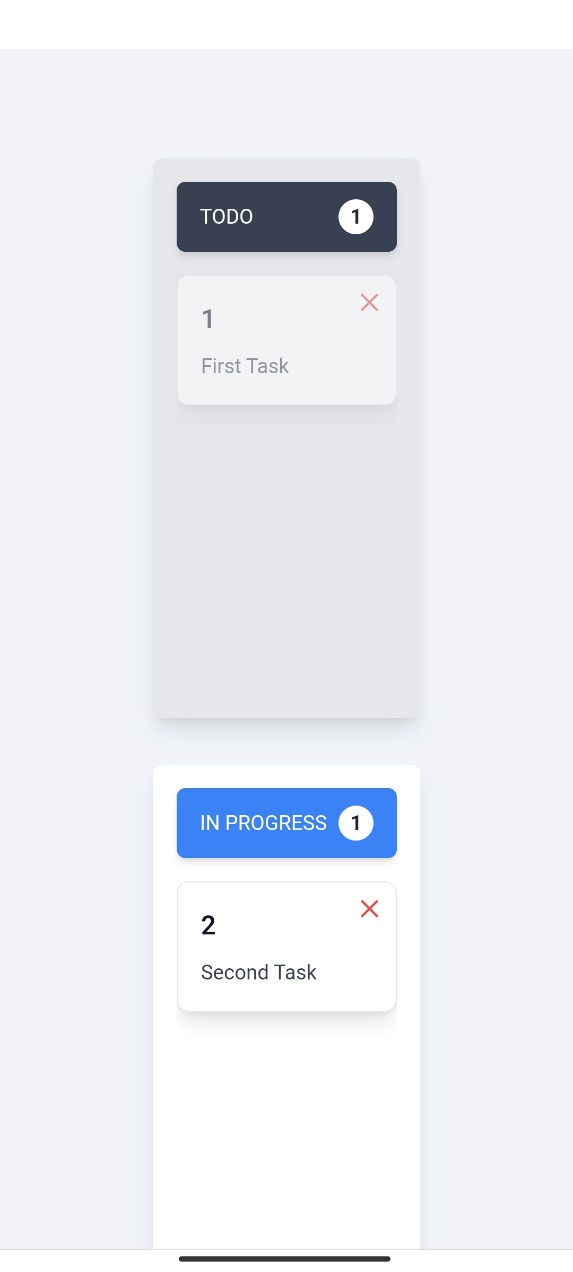 TODO 1
1
First Task
IN PROGRESS 1
2
Second Task